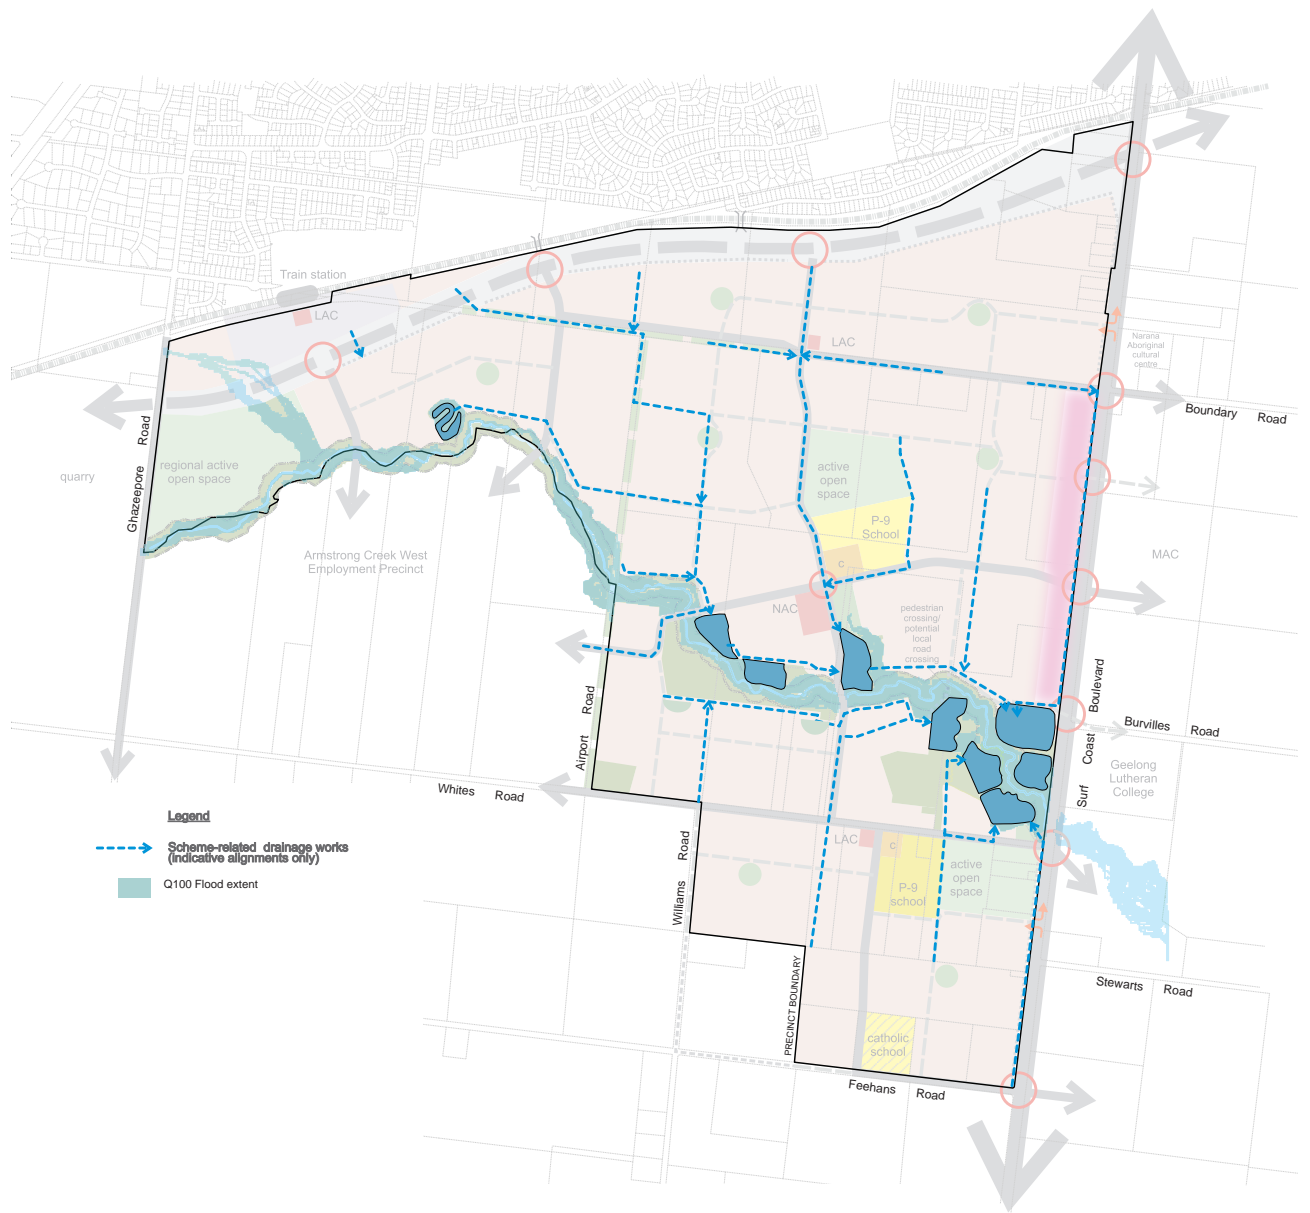 Train station
LAC
LAC
Narana
Aboriginal
cultural
centre
Boundary Road
Ghazeepore Road
quarry
regional active
open space
active
open
space
P-9
School
c
Armstrong Creek West
Employment Precinct
MAC
NAC
pedestrian
crossing/
potential
local
road
crossing
Surf Coast Boulevard
Burvilles Road
Airport Road
Geelong
Lutheran
College
Whites Road
Legend
Scheme-related drainage works
(indicative alignments only)
Q100 Flood extent
LAC
c
Williams Road
P-9
school
active
open
space
PRECINCT BOUNDARY
Stewarts Road
catholic
school
Feehans Road